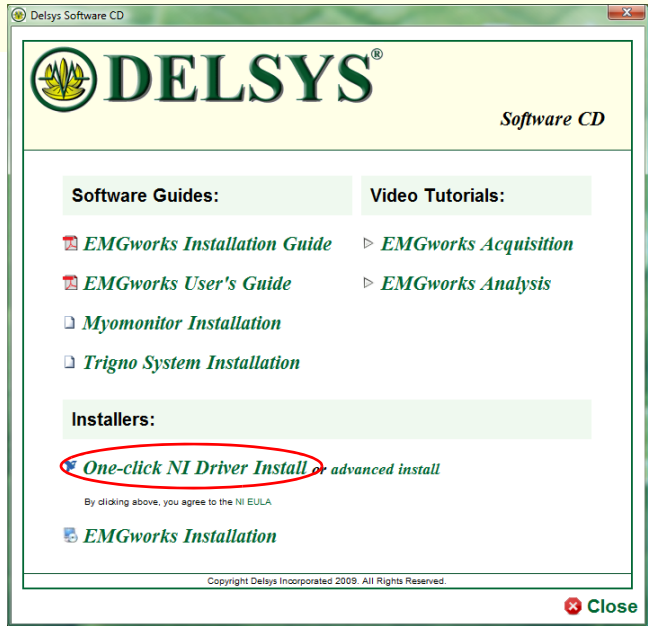 Delsys Software CD
DELSYS®
Software CD
Software Guides:
EMGworks Installation Guide
EMGworks User's Guide
Myomonitor Installation
Trigno System Installation
Video Tutorials:
EMGworks Acquisition
EMGworks Analysis
Installers:
One-click NI Driver Install or advanced install
By clicking above, you agree to the NI EULA
EMGworks Installation
Copyright Delsys Incorporated 2009. All Rights Reserved.
Close